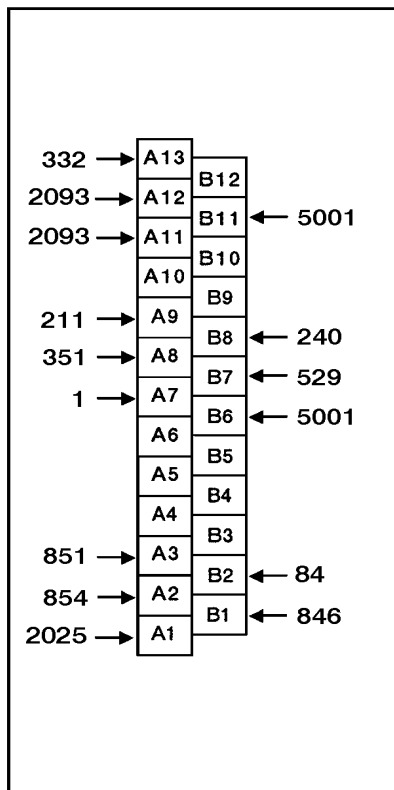 332 A13
B12
2093 A12
B11 5001
2093 A11
B10
A10
B9
211 A9
B8 240
351 A8
B7 529
1 A7
B6 5001
A6
B5
A5
B4
A4
B3
851 A3
B2 84
854 A2
B1 846
2025 A1